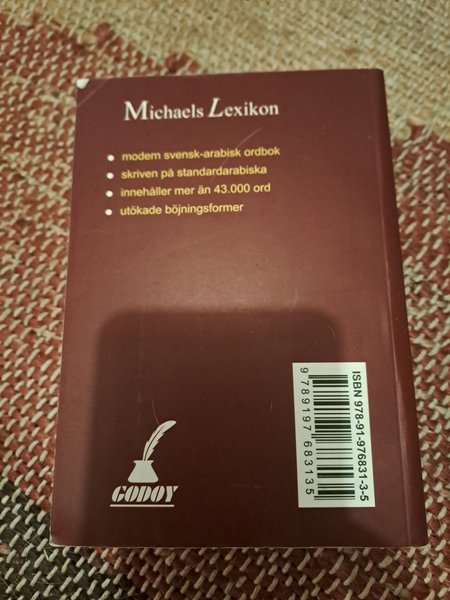 Michaels Lexikon
modern svensk-arabisk ordbok
skriven på standardarabiska
innehåller mer än 43.000 ord
utökade böjningsformer
ISBN 978-91-976831-3-5
9 789197 683135
GODOY